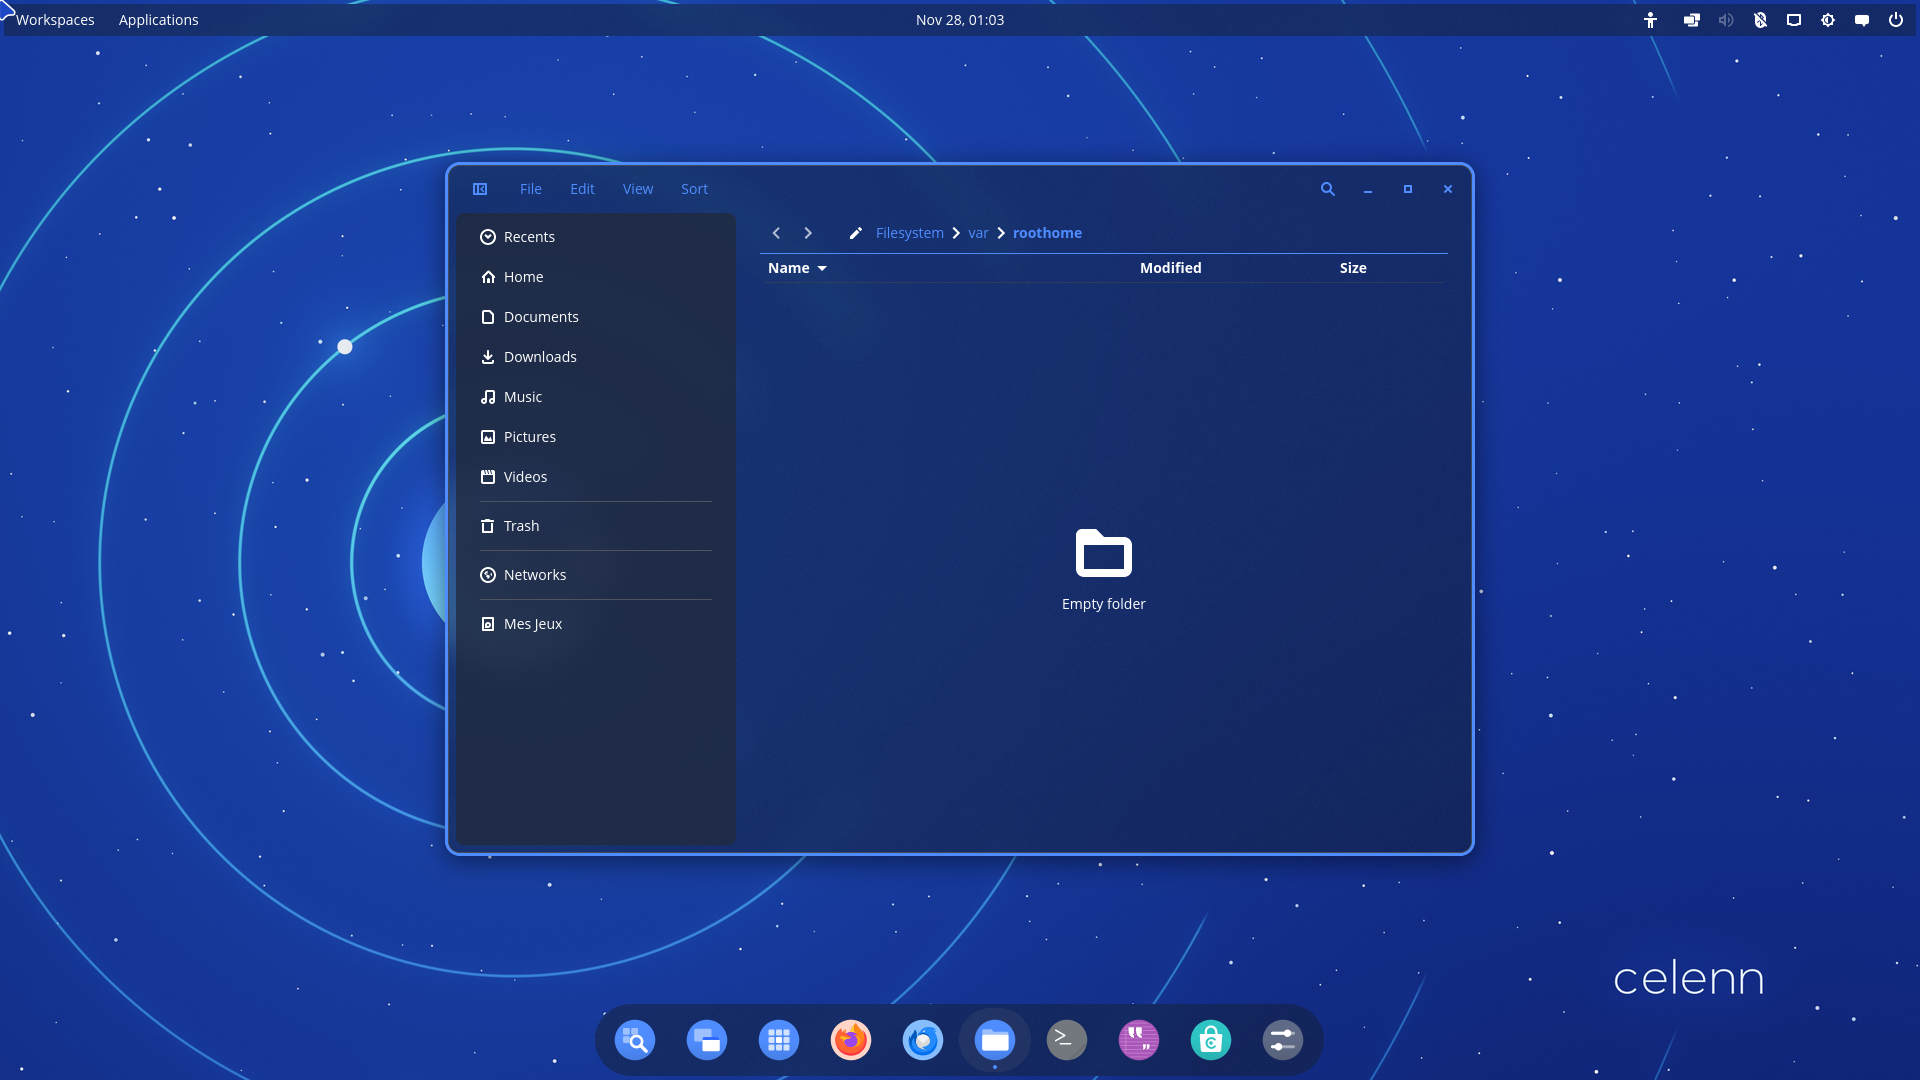 Workspaces Applications Nov 28, 01:03
File Edit View Sort
Recents
Home
Documents
Downloads
Music
Pictures
Videos
Trash
Networks
Mes Jeux
Filesystem var roothome
Name Modified Size
Empty folder
celenn